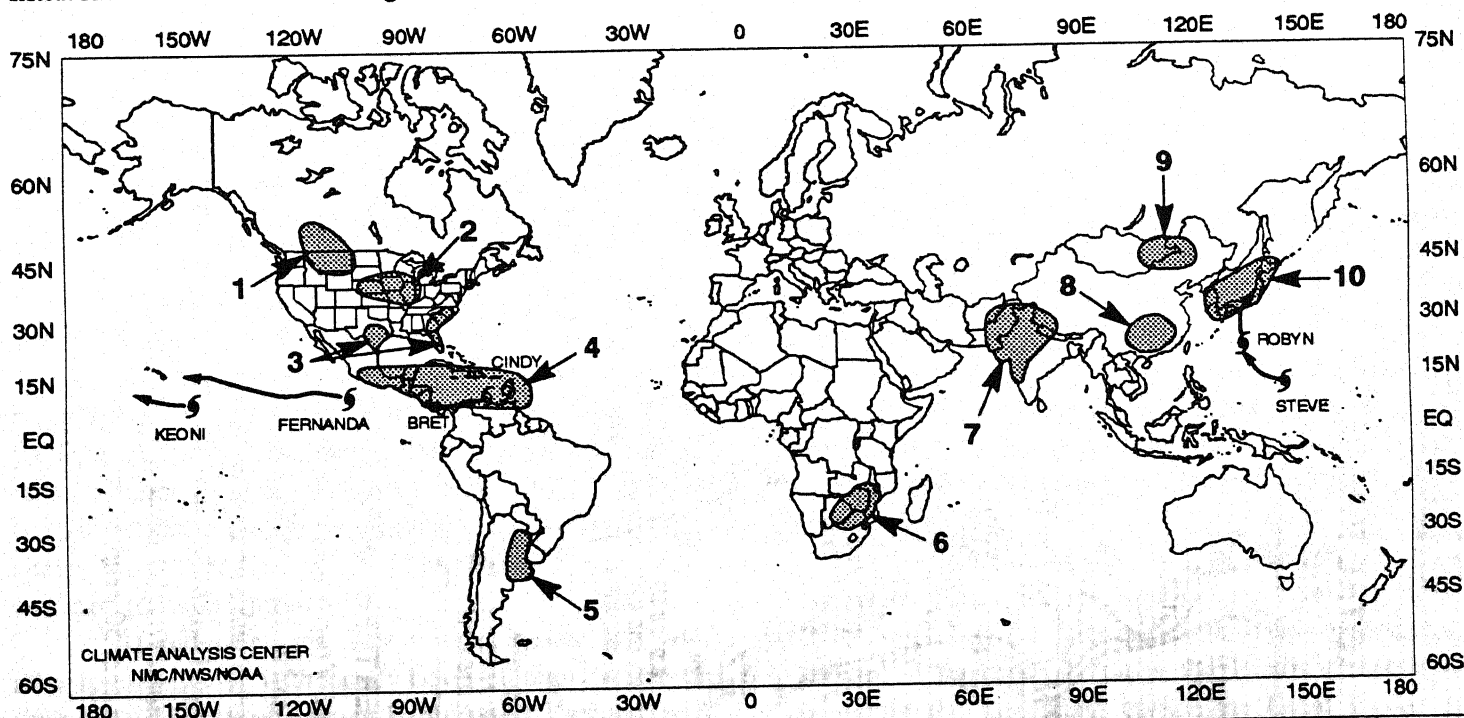 180 150W 120W 90W 60W 30W 0 30E 60E 90E 120E 150E 180
75N 75N
60N 60N
45N 45N
30N 30N
15N 15N
EQ EQ
15S 15S
30S 30S
45S 45S
60S 60S
9
2
1
10
8
ROBYN
3
CINDY
4
STEVE
KEONI
FERNANDA
BRET
7
6
5
CLIMATE ANALYSIS CENTER
NMC/NWS/NOAA
180 150W 120W 90W 60W 30W 0 30E 60E 90E 120E 150E 180